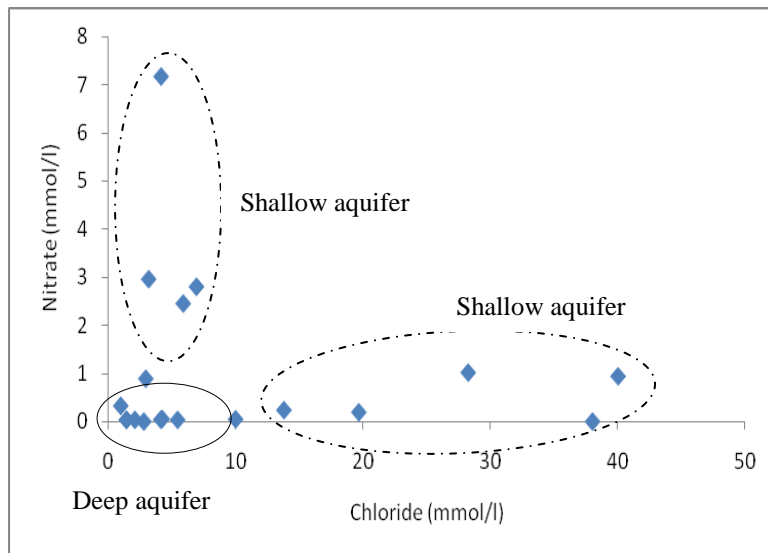 8
7
6
5
4
3
2
1
0
Nitrate (mmol/l)
Shallow aquifer
Shallow aquifer
0 10 20 30 40 50
Deep aquifer
Chloride (mmol/l)